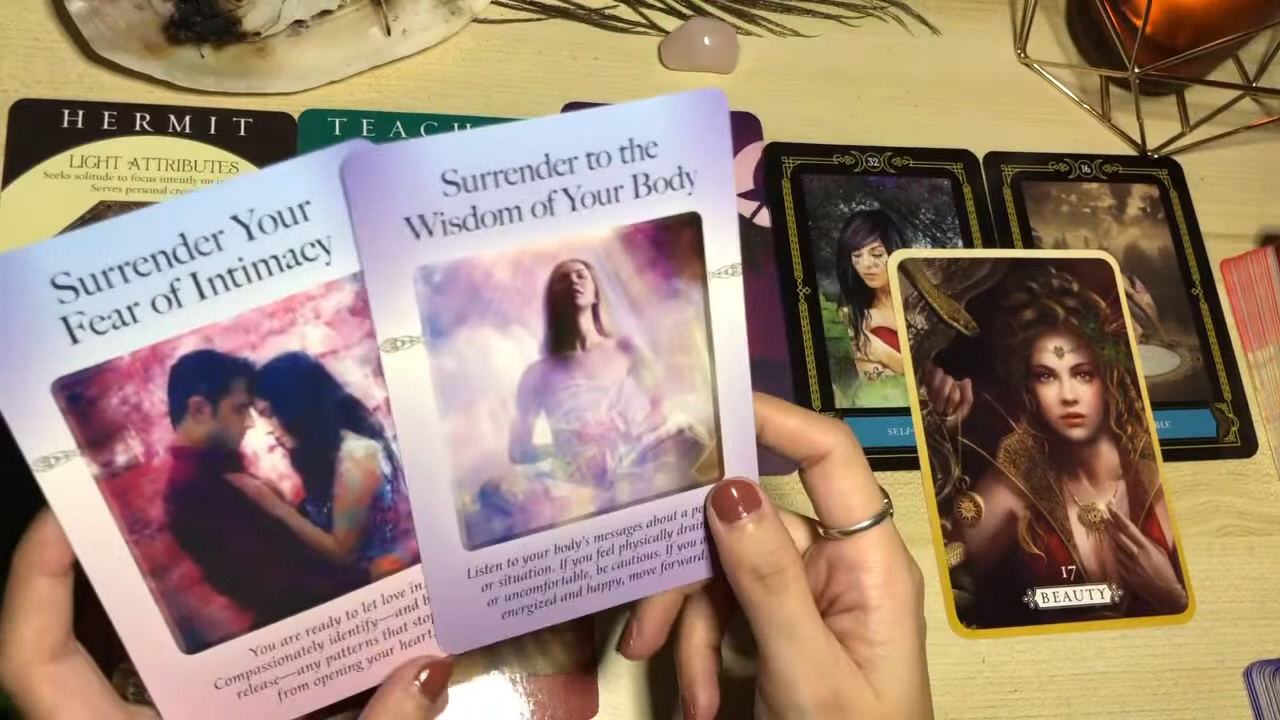 HERMIT
LIGHT ATTRIBUTES
Seeks solitude to focus intently on
Serves personal
TEACH
Surrender Your
Fear of Intimacy
You are ready to let love in.
Compassionately identify—and
release—any patterns that
from opening your heart.
Surrender to the
Wisdom of Your Body
Listen to your body's messages about a
or situation. If you feel physically
or uncomfortable, be cautious. If you
energized and happy, move forward.
32
SELF-
16
BLE
17
BEAUTY